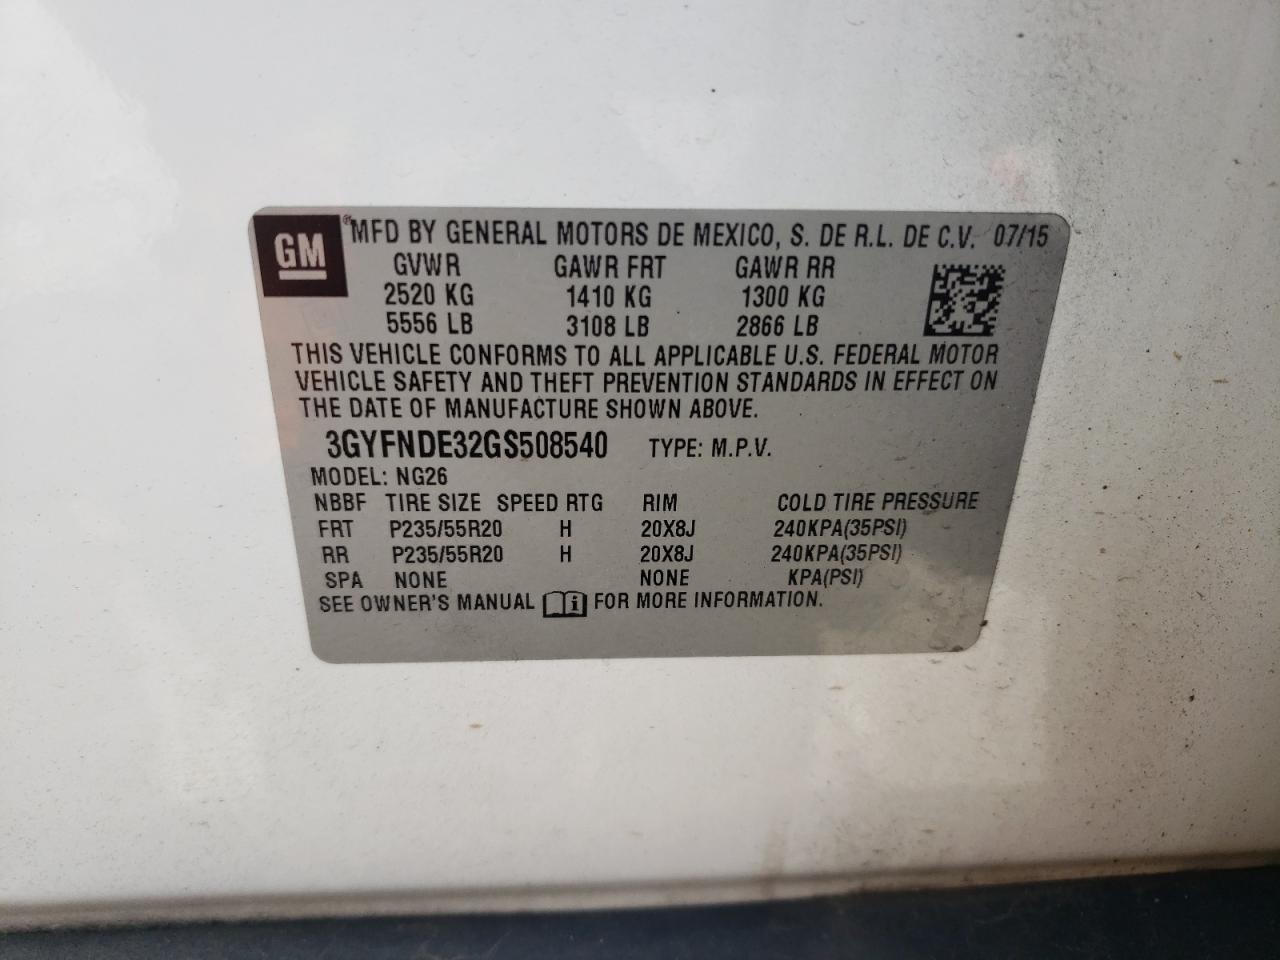 GM ® MFD BY GENERAL MOTORS DE MEXICO, S. DE R.L. DE C.V. 07/15
GVWR GAWR FRT GAWR RR
2520 KG 1410 KG 1300 KG
5556 LB 3108 LB 2866 LB
THIS VEHICLE CONFORMS TO ALL APPLICABLE U.S. FEDERAL MOTOR
VEHICLE SAFETY AND THEFT PREVENTION STANDARDS IN EFFECT ON
THE DATE OF MANUFACTURE SHOWN ABOVE.
3GYFNDE32GS508540 TYPE: M.P.V.
MODEL: NG26
NBBF TIRE SIZE SPEED RTG RIM COLD TIRE PRESSURE
FRT P235/55R20 H 20X8J 240KPA(35PSI)
RR P235/55R20 H 20X8J 240KPA(35PSI)
SPA NONE NONE KPA(PSI)
SEE OWNER'S MANUAL i FOR MORE INFORMATION.